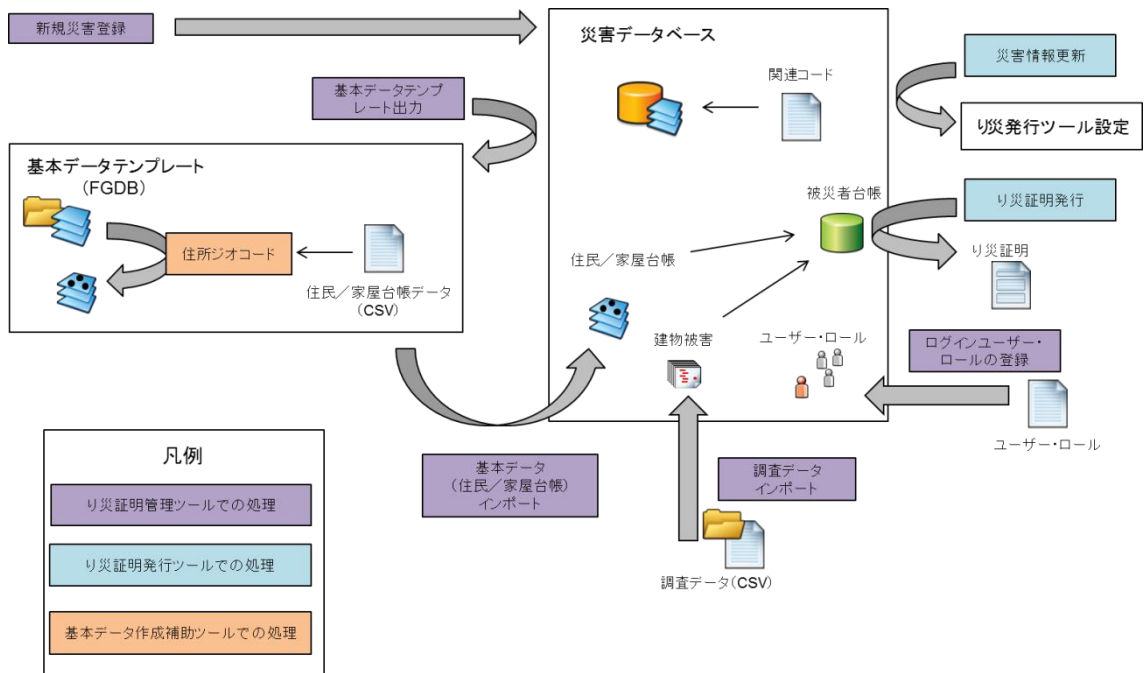 新規災害登録
災害データベース
災害情報更新
関連コード
基本データテンプ
レート出力
り災発行ツール設定
基本データテンプレート
(FGDB)
被災者台帳
り災証明発行
住所ジオコード
住民／家屋台帳
り災証明
住民／家屋台帳データ
(CSV)
建物被害
ユーザー・ロール
ログインユーザー・
ロールの登録
ユーザー・ロール
凡例
基本データ
(住民／家屋台帳)
インポート
調査データ
インポート
り災証明管理ツールでの処理
り災証明発行ツールでの処理
調査データ(CSV)
基本データ作成補助ツールでの処理